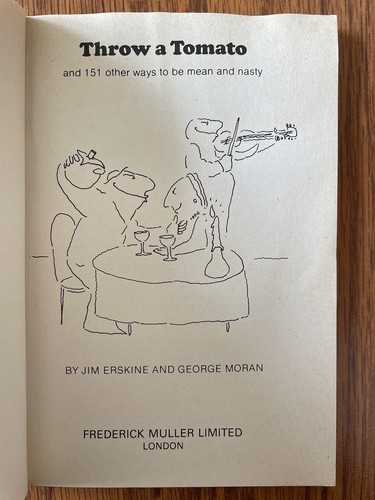 Throw a Tomato
and 151 other ways to be mean and nasty
BY JIM ERSKINE AND GEORGE MORAN
FREDERICK MULLER LIMITED
LONDON